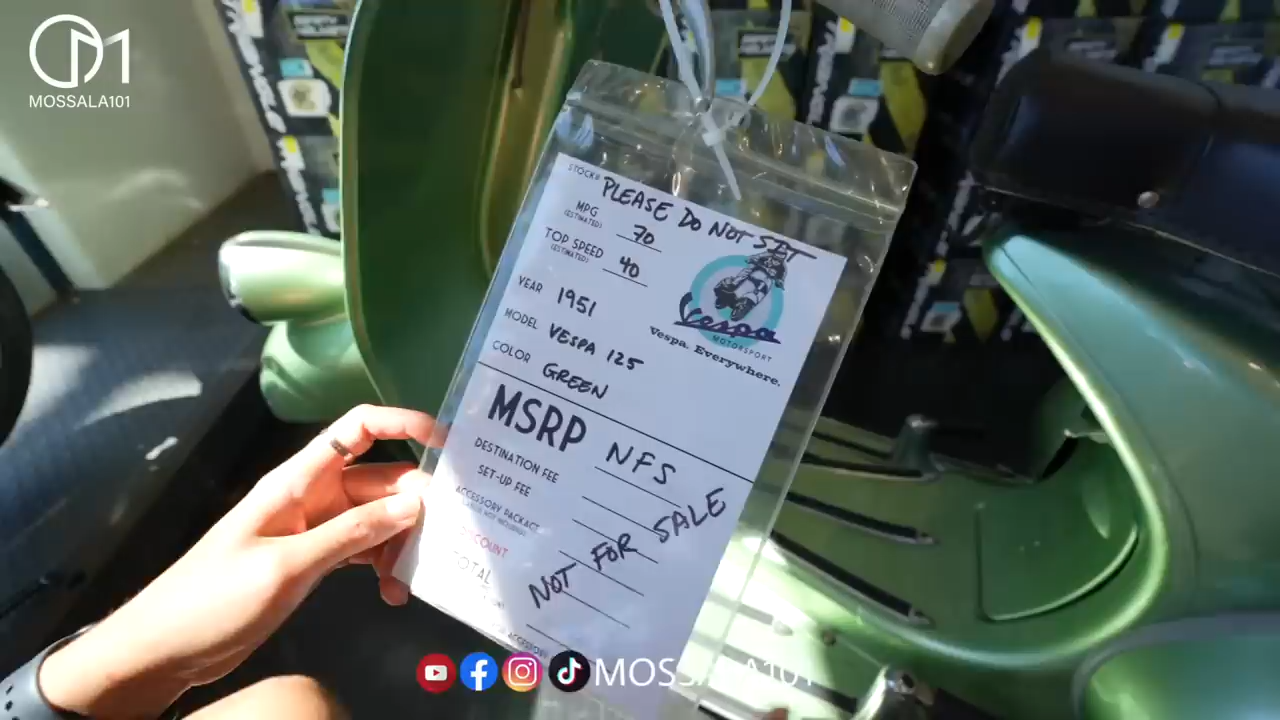 MOSSALA101
STOCK# PLEASE DO NOT SIT
MPG 70
(ESTIMATED)
TOP SPEED 40
(ESTIMATED)
YEAR 1951
MODEL VESPA 125
COLOR GREEN
Vespa
MOTORSPORT
Vespa. Everywhere.
MSRP NFS
DESTINATION FEE
SET-UP FEE
ACCESSORY PACKAGE
NOT FOR SALE
TOTAL
MOSSALA101